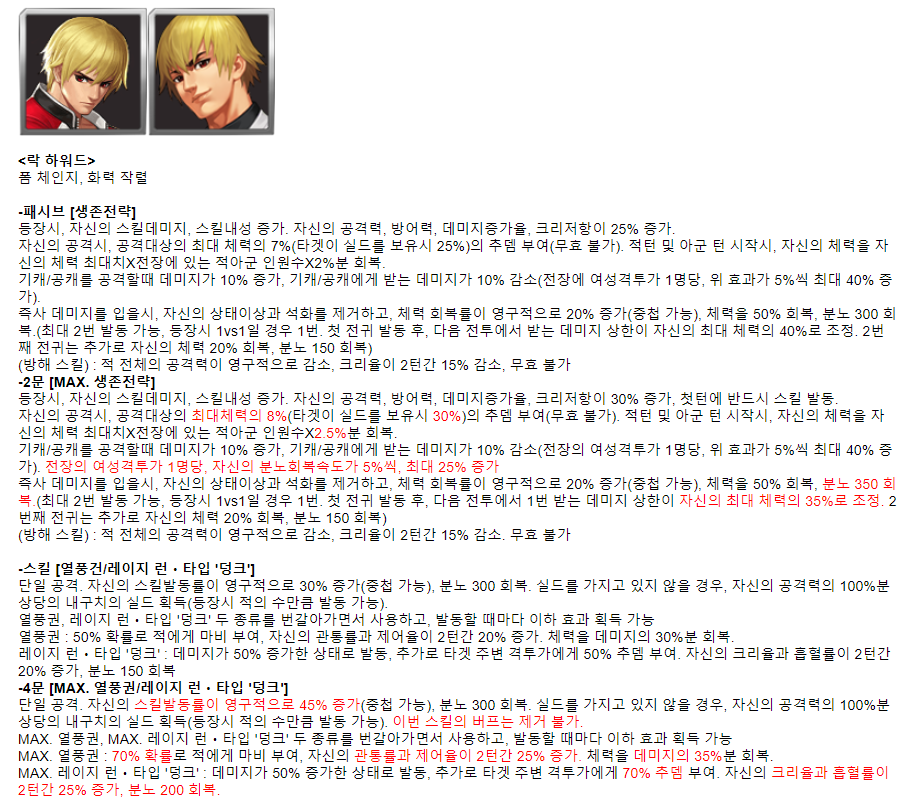 <락 하워드>
폼 체인지, 화력 작렬
-패시브 [생존전략]
등장시, 자신의 스킬데미지, 스킬내성 증가. 자신의 공격력, 방어력, 데미지증가율, 크리저항이 25% 증가.
자신의 공격시, 공격대상의 최대 체력의 7%(타겟이 실드를 보유시 25%)의 추뎀 부여(무효 불가). 적턴 및 아군 턴 시작시, 자신의 체력을 자
신의 체력 최대치X전장에 있는 적아군 인원수X2%분 회복.
기캐/공캐를 공격할때 데미지가 10% 증가, 기캐/공캐에게 받는 데미지가 10% 감소(전장에 여성격투가 1명당, 위 효과가 5%씩 최대 40% 증
가).
즉사 데미지를 입을시, 자신의 상태이상과 석화를 제거하고, 체력 회복률이 영구적으로 20% 증가(중첩 가능), 체력을 50% 회복, 분노 300 회
복.(최대 2번 발동 가능, 등장시 1vs1일 경우 1번. 첫 전귀 발동 후, 다음 전투에서 받는 데미지 상한이 자신의 최대 체력의 40%로 조정. 2번
째 전귀는 추가로 자신의 체력 20% 회복, 분노 150 회복)
(방해 스킬) : 적 전체의 공격력이 영구적으로 감소, 크리율이 2턴간 15% 감소, 무효 불가
-2문 [MAX. 생존전략]
등장시, 자신의 스킬데미지, 스킬내성 증가. 자신의 공격력, 방어력, 데미지증가율, 크리저항이 30% 증가, 첫턴에 반드시 스킬 발동.
자신의 공격시, 공격대상의 최대체력의 8%(타겟이 실드를 보유시 30%)의 추뎀 부여(무효 불가). 적턴 및 아군 턴 시작시, 자신의 체력을 자
신의 체력 최대치X전장에 있는 적아군 인원수X2.5%분 회복.
기캐/공캐를 공격할때 데미지가 10% 증가, 기캐/공캐에게 받는 데미지가 10% 감소(전장의 여성격투가 1명당, 위 효과가 5%씩 최대 40% 증
가). 전장의 여성격투가 1명당, 자신의 분노회복속도가 5%씩, 최대 25% 증가
즉사 데미지를 입을시, 자신의 상태이상과 석화를 제거하고, 체력 회복률이 영구적으로 20% 증가(중첩 가능), 체력을 50% 회복, 분노 350 회
복.(최대 2번 발동 가능, 등장시 1vs1일 경우 1번. 첫 전귀 발동 후, 다음 전투에서 1번 받는 데미지 상한이 자신의 최대 체력의 35%로 조정. 2
번째 전귀는 추가로 자신의 체력 20% 회복, 분노 150 회복)
(방해 스킬) : 적 전체의 공격력이 영구적으로 감소, 크리율이 2턴간 15% 감소. 무효 불가
-스킬 [열풍건/레이지 런・타입 '덩크']
단일 공격. 자신의 스킬발동률이 영구적으로 30% 증가(중첩 가능), 분노 300 회복. 실드를 가지고 있지 않을 경우, 자신의 공격력의 100%분
상당의 내구치의 실드 획득(등장시 적의 수만큼 발동 가능).
열풍권, 레이지 런・타입 '덩크' 두 종류를 번갈아가면서 사용하고, 발동할 때마다 이하 효과 획득 가능
열풍권 : 50% 확률로 적에게 마비 부여, 자신의 관통률과 제어율이 2턴간 20% 증가. 체력을 데미지의 30%분 회복.
레이지 런・타입 '덩크' : 데미지가 50% 증가한 상태로 발동, 추가로 타겟 주변 격투가에게 50% 추뎀 부여. 자신의 크리율과 흡혈률이 2턴간
20% 증가, 분노 150 회복
-4문 [MAX. 열풍권/레이지 런・타입 '덩크']
단일 공격. 자신의 스킬발동률이 영구적으로 45% 증가(중첩 가능), 분노 300 회복. 실드를 가지고 있지 않을 경우, 자신의 공격력의 100%분
상당의 내구치의 실드 획득(등장시 적의 수만큼 발동 가능). 이번 스킬의 버프는 제거 불가.
MAX. 열풍권, MAX. 레이지 런・타입 '덩크' 두 종류를 번갈아가면서 사용하고, 발동할 때마다 이하 효과 획득 가능
MAX. 열풍권 : 70% 확률로 적에게 마비 부여, 자신의 관통률과 제어율이 2턴간 25% 증가. 체력을 데미지의 35%분 회복.
MAX. 레이지 런・타입 '덩크' : 데미지가 50% 증가한 상태로 발동, 추가로 타겟 주변 격투가에게 70% 추뎀 부여. 자신의 크리율과 흡혈률이
2턴간 25% 증가, 분노 200 회복.